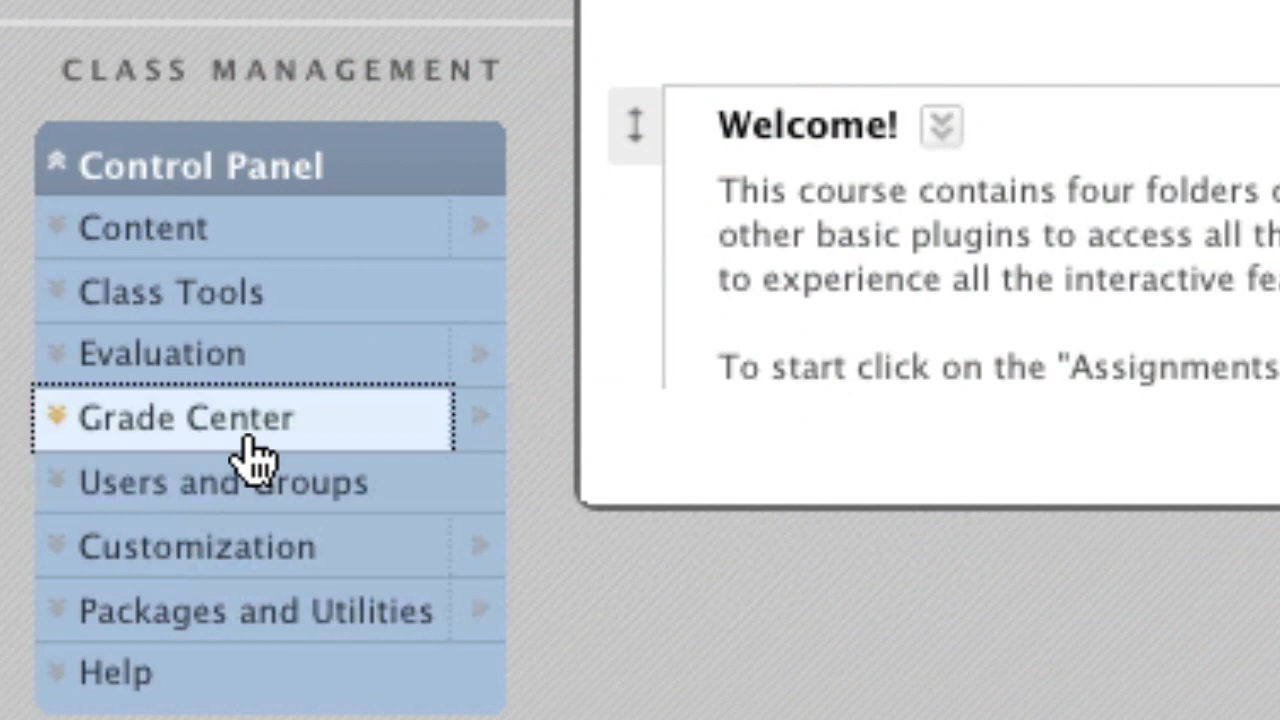 CLASS MANAGEMENT
Control Panel
Content
Class Tools
Evaluation
Grade Center
Users and Groups
Customization
Packages and Utilities
Help
Welcome!
This course contains four folders
other basic plugins to access all
to experience all the interactive
To start click on the "Assignments